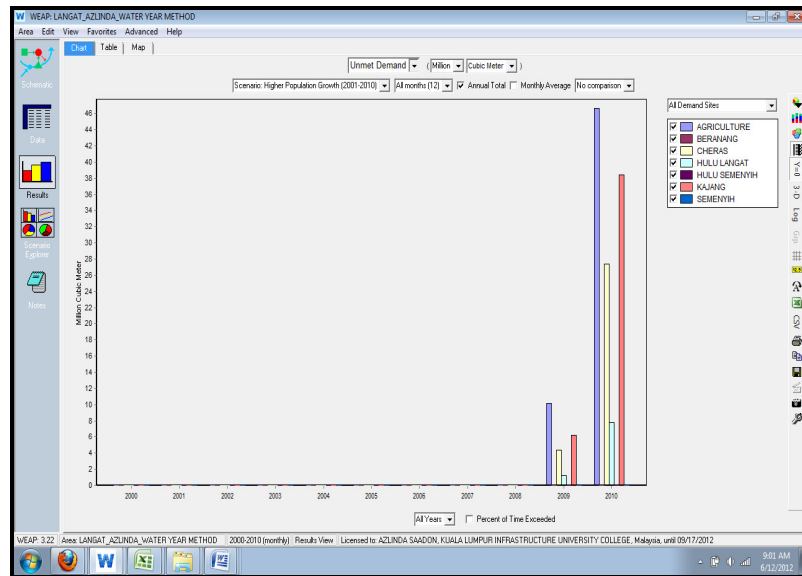 WEAP: LANGAT_AZLINDA_WATER YEAR METHOD
Area Edit View Favorites Advanced Help
Chart Table Map
Unmet Demand ( Million Cubic Meter )
Scenario: Higher Population Growth (2001-2010) All months (12) Annual Total Monthly Average No comparison
Schematic
Data
Results
Scenario
Explorer
Notes
Million Cubic Meter
46
44
42
40
38
36
34
32
30
28
26
24
22
20
18
16
14
12
10
8
6
4
2
0
2000 2001 2002 2003 2004 2005 2006 2007 2008 2009 2010
All Demand Sites
AGRICULTURE
BERANANG
CHERAS
HULU LANGAT
HULU SEMENYIH
KAJANG
SEMENYIH
Y=0
3-D
Log
CSV
All Years Percent of Time Exceeded
WEAP: 3.22 Area: LANGAT_AZLINDA_WATER YEAR METHOD 2000-2010 (monthly) Results View Licensed to: AZLINDA SAADON, KUALA LUMPUR INFRASTRUCTURE UNIVERSITY COLLEGE, Malaysia, until 09/17/2012
9:01 AM
6/12/2012